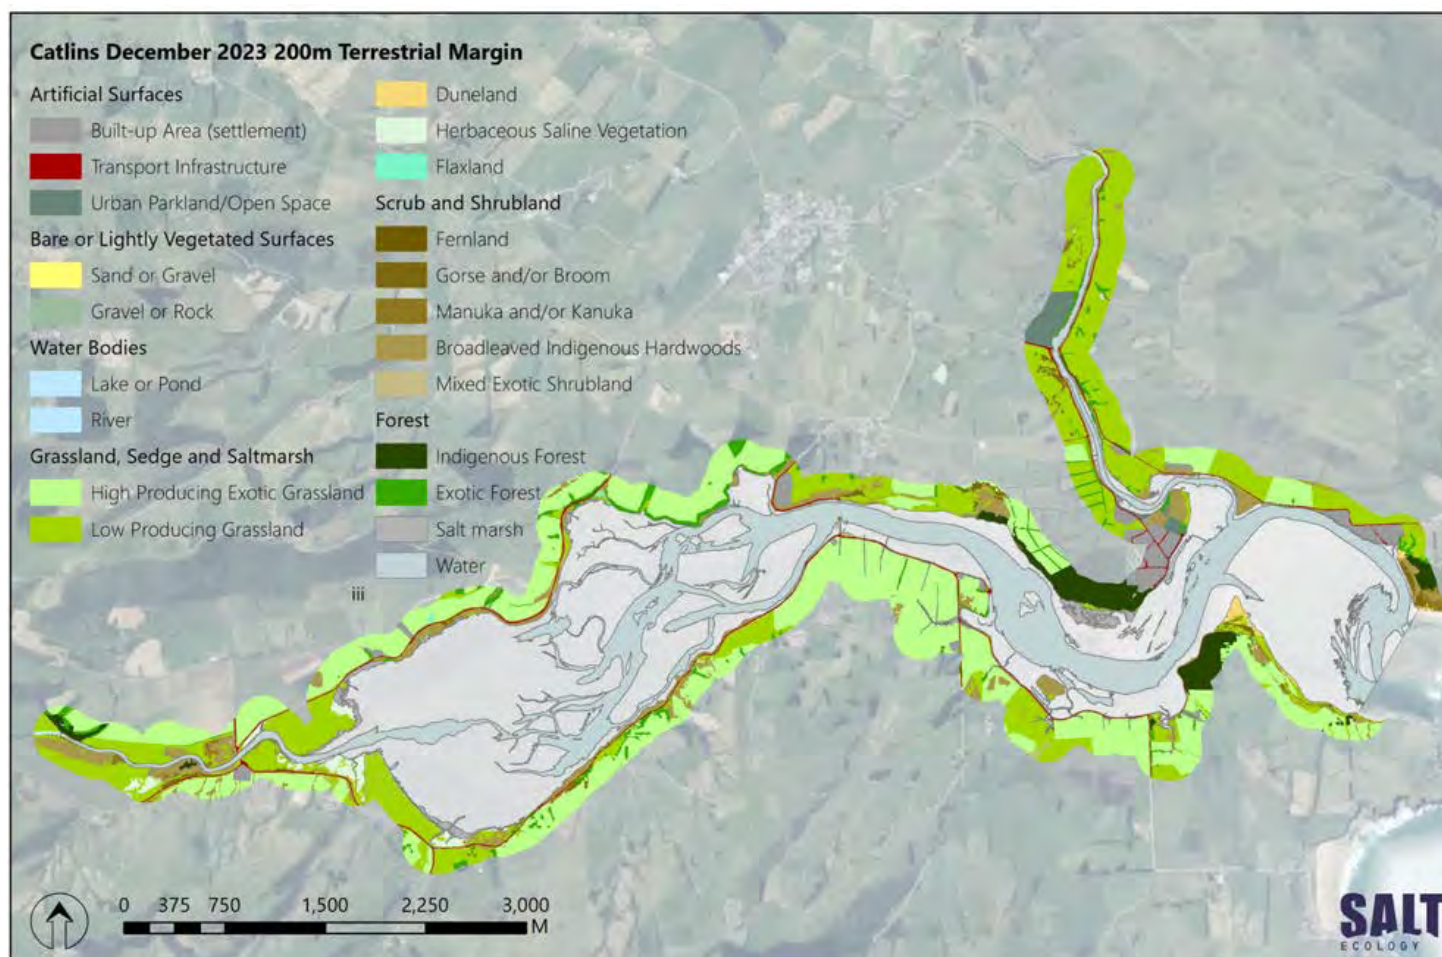 Catlins December 2023 200m Terrestrial Margin
Artificial Surfaces
Built-up Area (settlement)
Transport Infrastructure
Urban Parkland/Open Space
Bare or Lightly Vegetated Surfaces
Sand or Gravel
Gravel or Rock
Water Bodies
Lake or Pond
River
Grassland, Sedge and Saltmarsh
High Producing Exotic Grassland
Low Producing Grassland
Duneland
Herbaceous Saline Vegetation
Flaxland
Scrub and Shrubland
Fernland
Gorse and/or Broom
Manuka and/or Kanuka
Broadleaved Indigenous Hardwoods
Mixed Exotic Shrubland
Forest
Indigenous Forest
Exotic Forest
Salt marsh
Water
iii
0 375 750 1,500 2,250 3,000
M
SALT
ECOLOGY